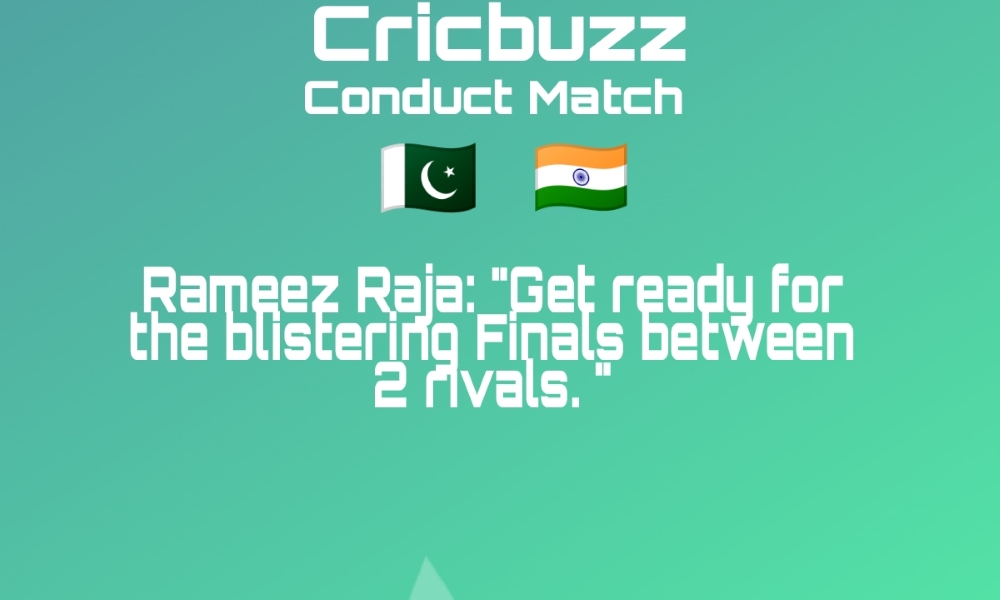 Cricbuzz
Conduct Match
Rameez Raja: "Get ready for
the blistering Finals between
2 rivals. "